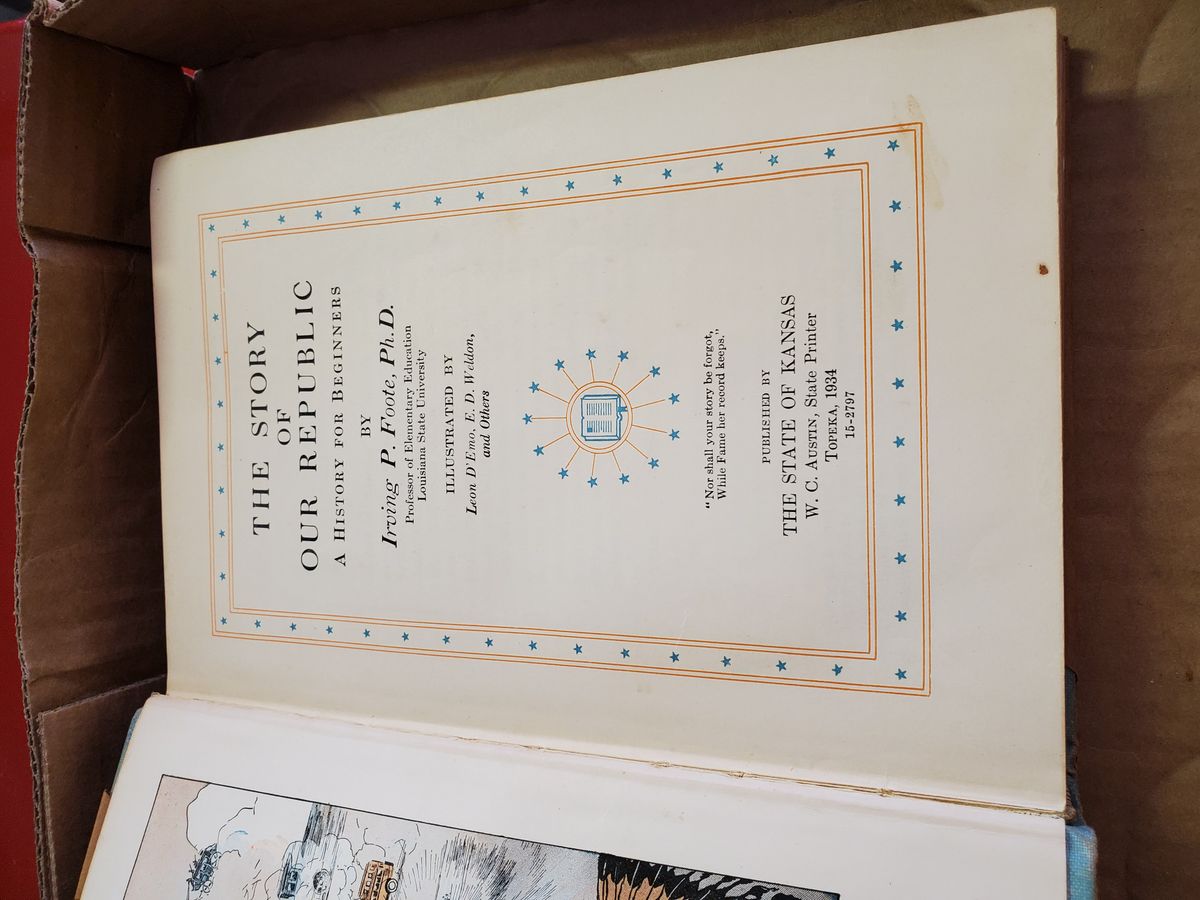 THE STORY
OF
OUR REPUBLIC
A HISTORY FOR BEGINNERS
BY
Irving P. Foote, Ph.D.
Professor of Elementary Education
Louisiana State University
ILLUSTRATED BY
Leon D'Emo, E. D. Weldon,
and Others
"Nor shall your story be forgot,
While Fame her record keeps."
PUBLISHED BY
THE STATE OF KANSAS
W. C. AUSTIN, State Printer
TOPEKA, 1934
15-2797